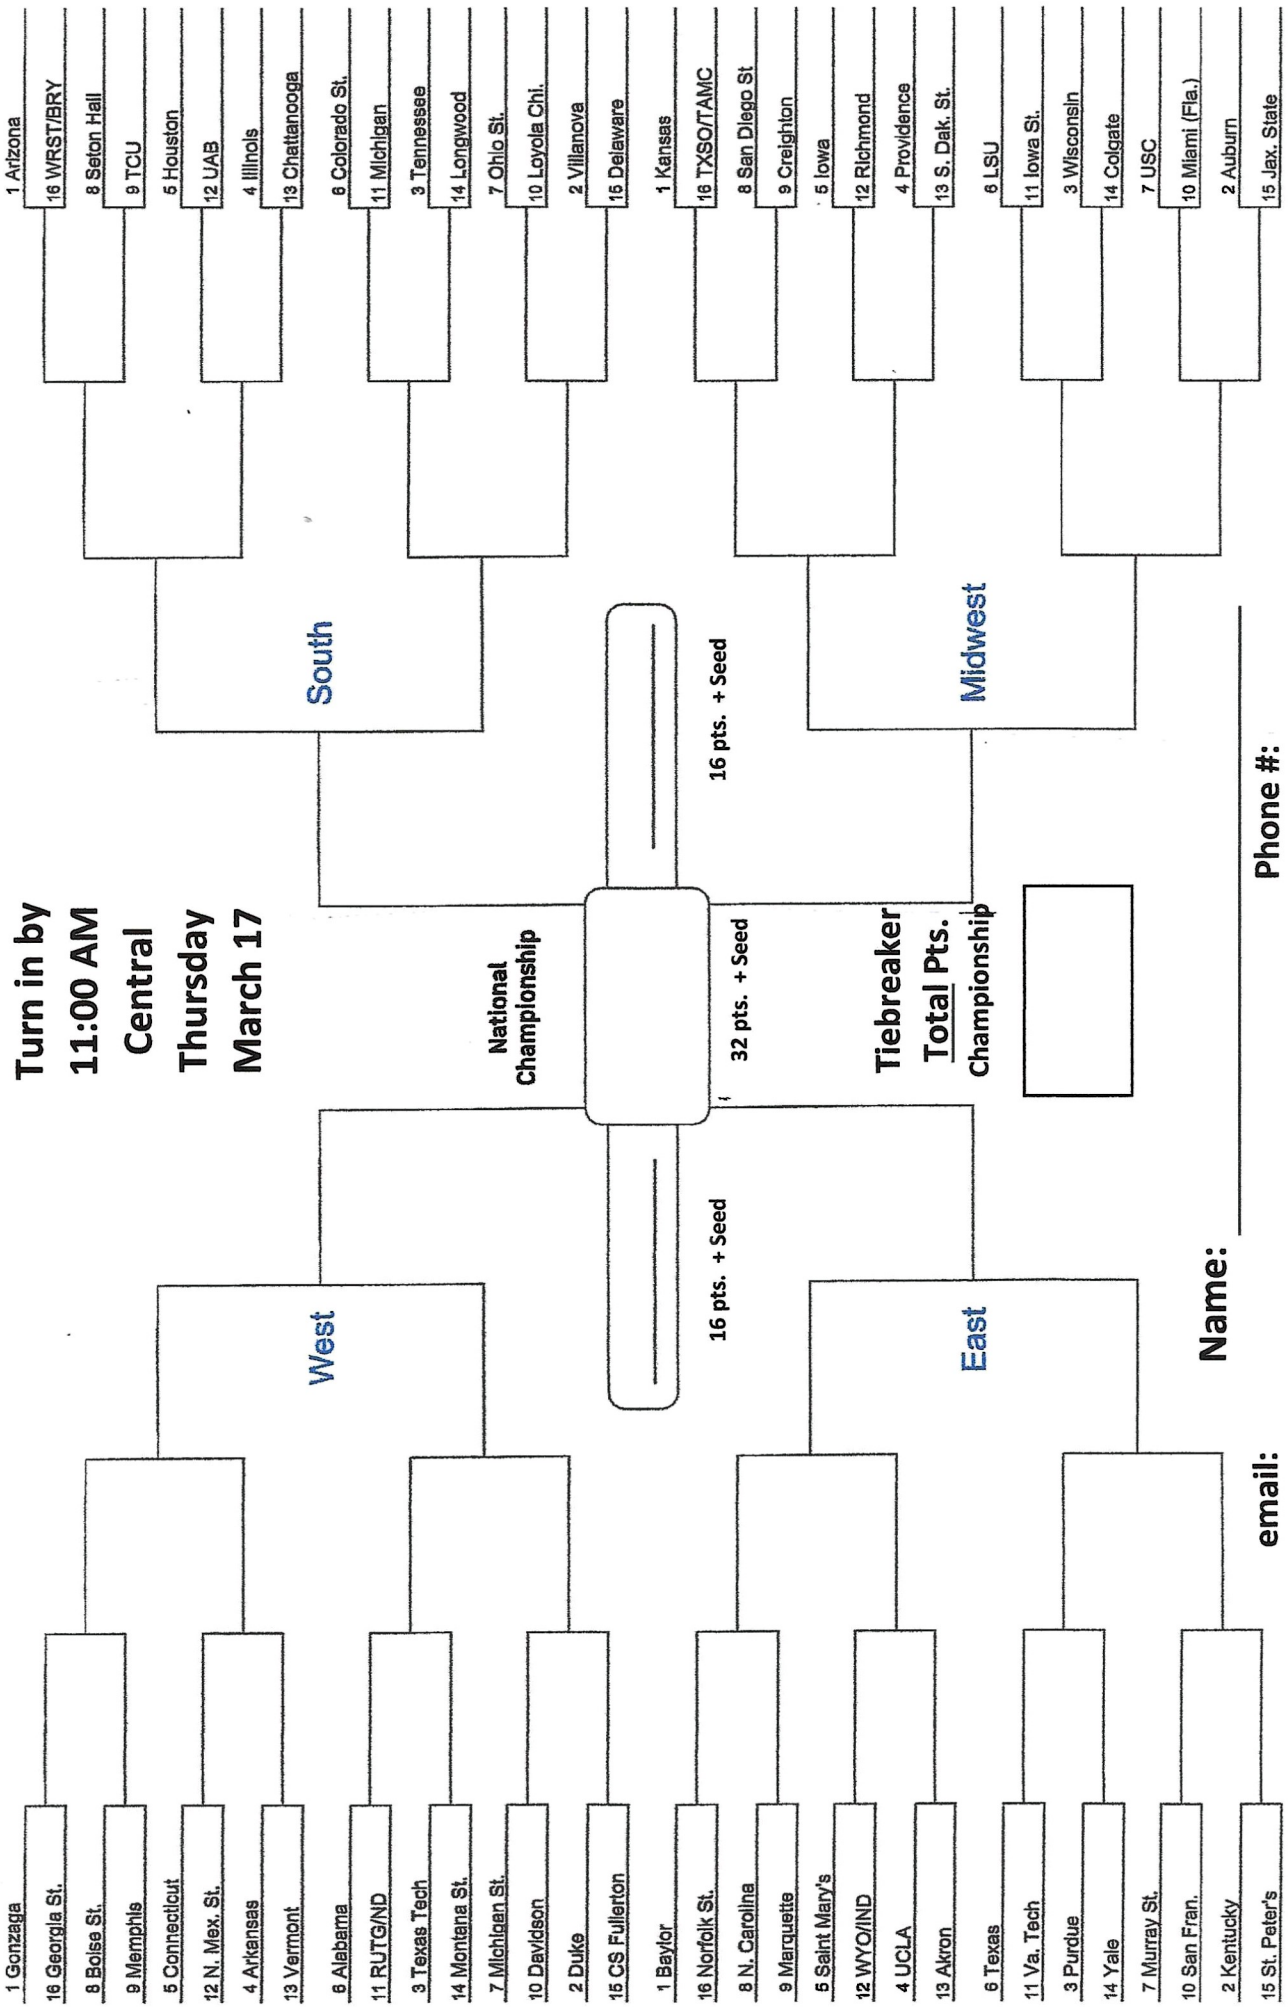 1 Gonzaga
16 Georgia St.
8 Boise St.
9 Memphis
5 Connecticut
12 N. Mex. St.
4 Arkansas
13 Vermont
6 Alabama
11 RUTG/ND
3 Texas Tech
14 Montana St.
7 Michigan St.
10 Davidson
2 Duke
15 CS Fullerton
1 Baylor
16 Norfolk St.
8 N. Carolina
9 Marquette
5 Saint Mary's
12 WYO/IND
4 UCLA
13 Akron
6 Texas
11 Va. Tech
3 Purdue
14 Yale
7 Murray St.
10 San Fran.
2 Kentucky
15 St. Peter's
West
East
Turn in by
11:00 AM
Central
Thursday
March 17
National
Championship
16 pts. + Seed
32 pts. + Seed
16 pts. + Seed
Tiebreaker
Total Pts.
Championship
South
Midwest
1 Arizona
16 WRST/BRY
8 Seton Hall
9 TCU
5 Houston
12 UAB
4 Illinois
13 Chattanooga
6 Colorado St.
11 Michigan
3 Tennessee
14 Longwood
7 Ohio St.
10 Loyola Chi.
2 Villanova
15 Delaware
1 Kansas
16 TXSO/TAMC
8 San Diego St
9 Creighton
5 Iowa
12 Richmond
4 Providence
13 S. Dak. St.
6 LSU
11 Iowa St.
3 Wisconsin
14 Colgate
7 USC
10 Miami (Fla.)
2 Auburn
15 Jax. State
Name:
email:
Phone #: